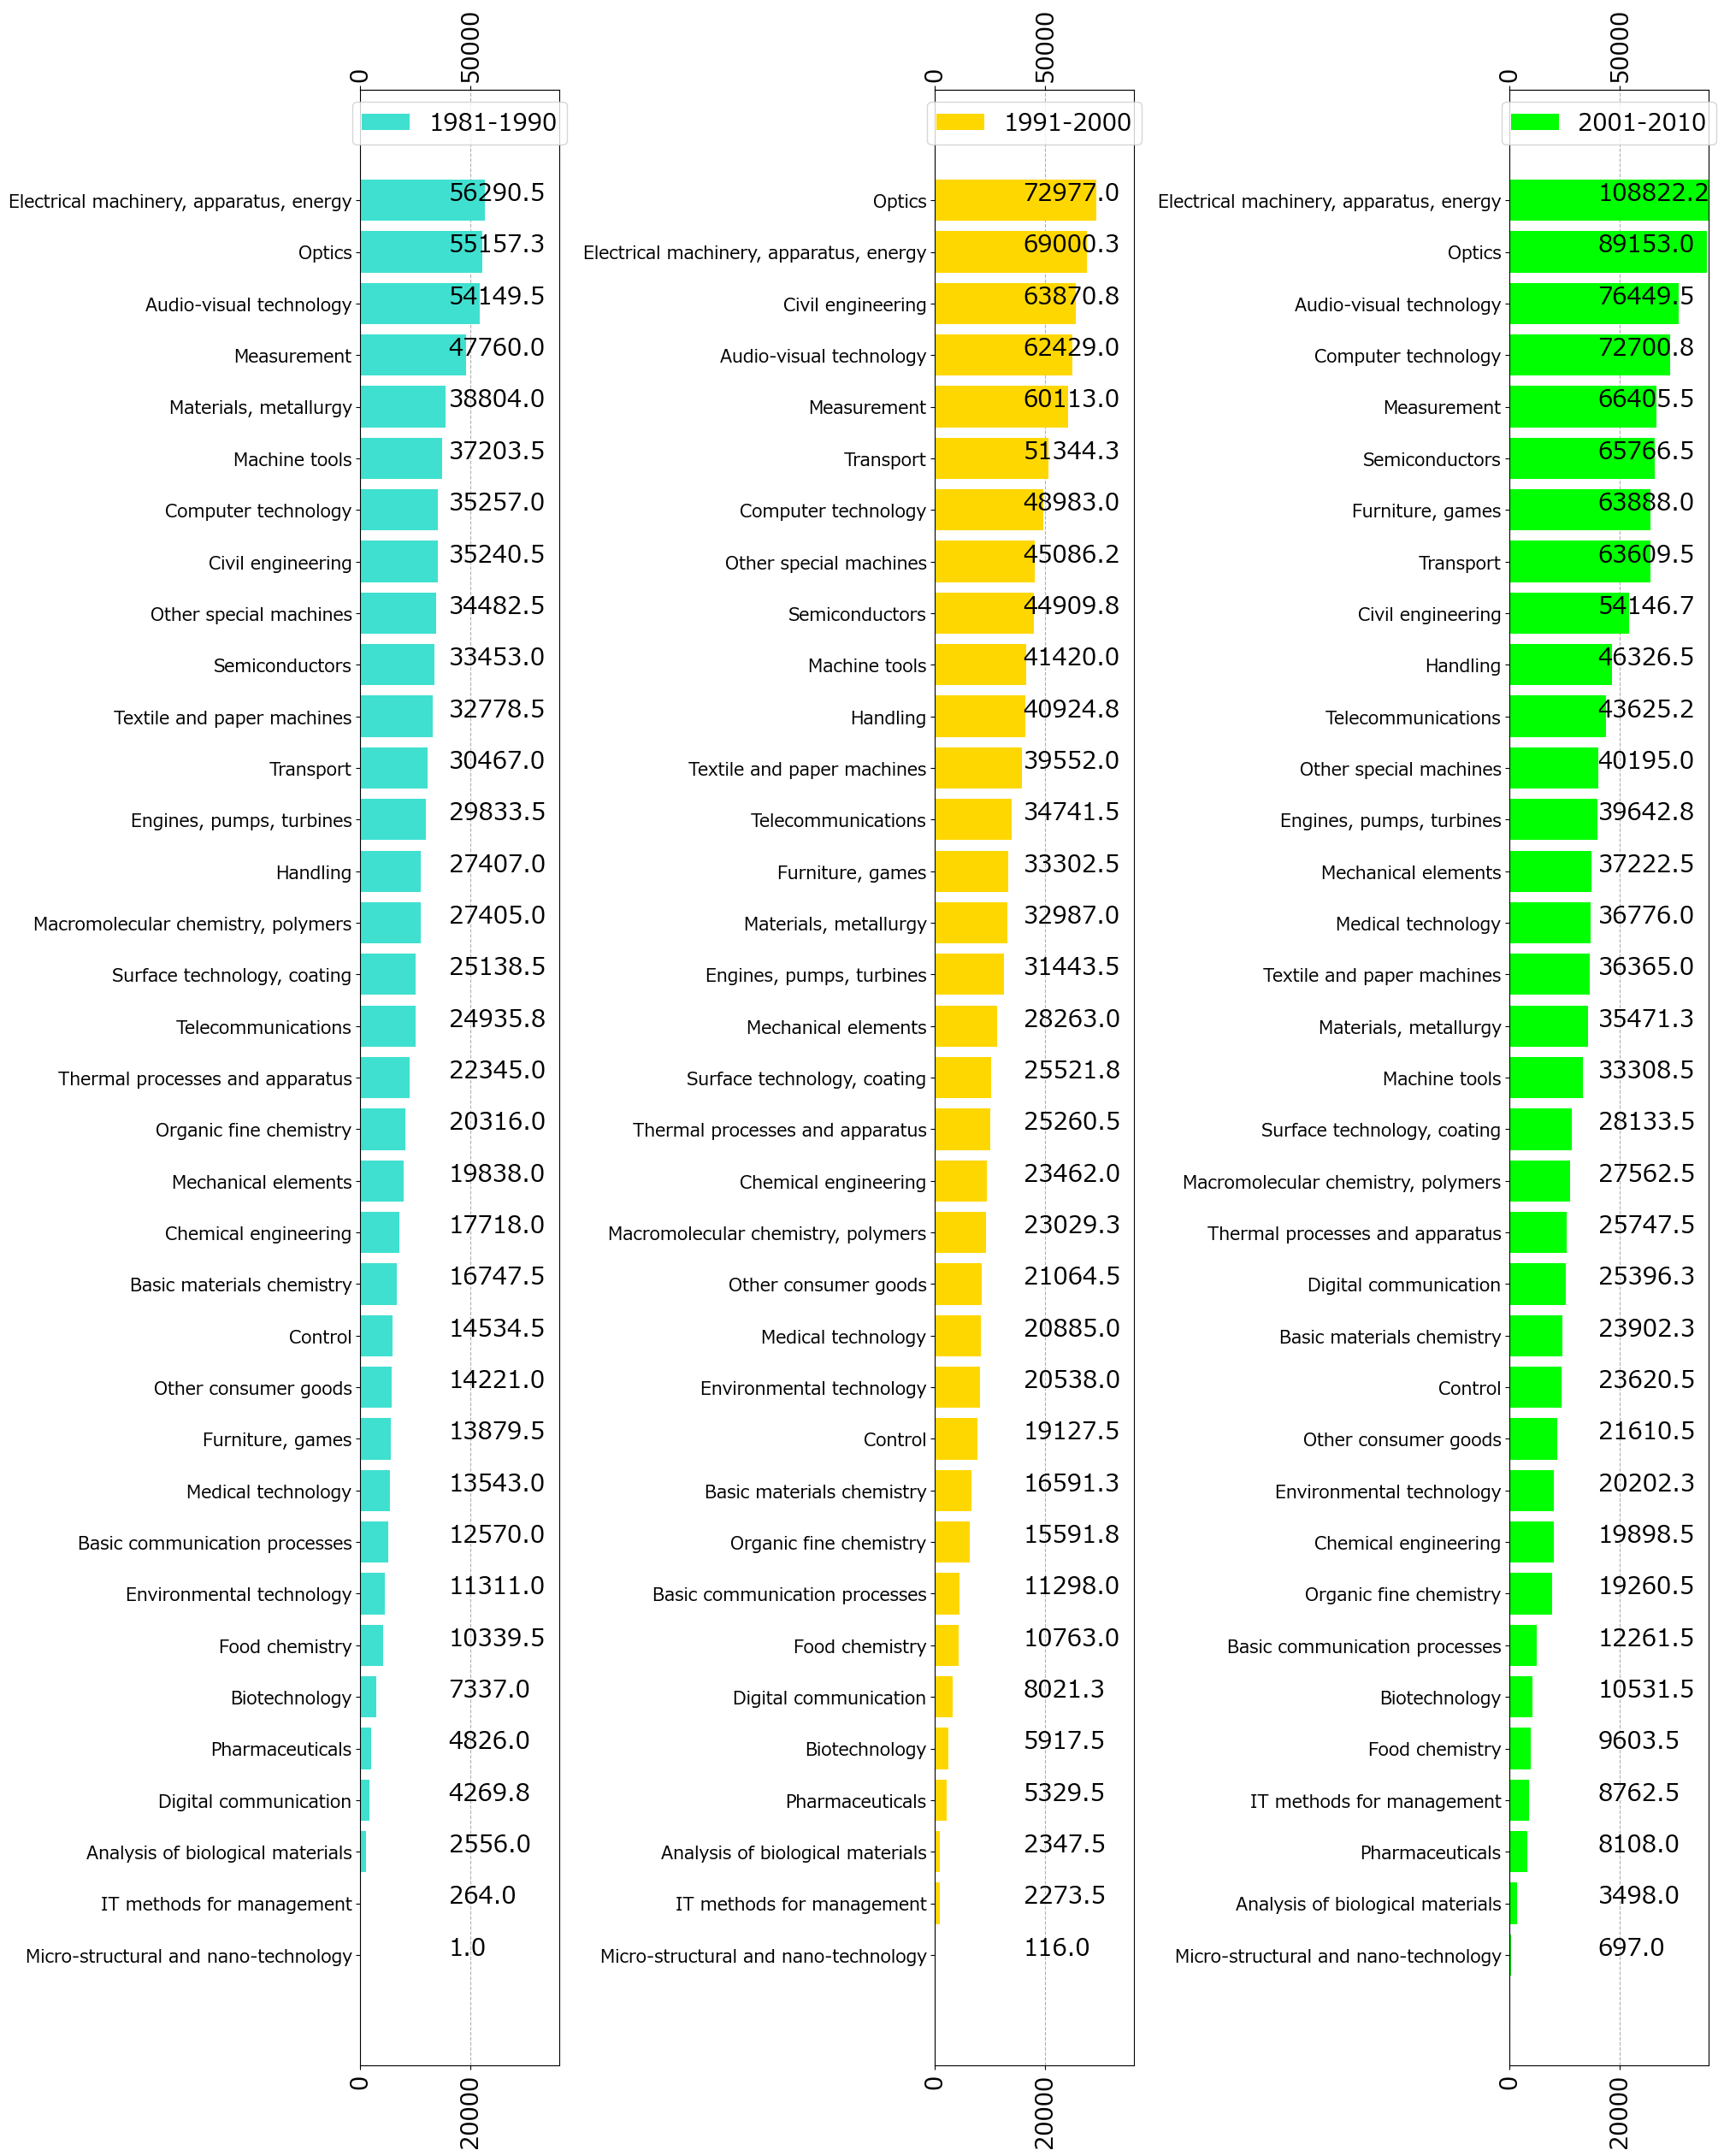 0
50000
1981-1990
Electrical machinery, apparatus, energy 56290.5
Optics 55157.3
Audio-visual technology 54149.5
Measurement 47760.0
Materials, metallurgy 38804.0
Machine tools 37203.5
Computer technology 35257.0
Civil engineering 35240.5
Other special machines 34482.5
Semiconductors 33453.0
Textile and paper machines 32778.5
Transport 30467.0
Engines, pumps, turbines 29833.5
Handling 27407.0
Macromolecular chemistry, polymers 27405.0
Surface technology, coating 25138.5
Telecommunications 24935.8
Thermal processes and apparatus 22345.0
Organic fine chemistry 20316.0
Mechanical elements 19838.0
Chemical engineering 17718.0
Basic materials chemistry 16747.5
Control 14534.5
Other consumer goods 14221.0
Furniture, games 13879.5
Medical technology 13543.0
Basic communication processes 12570.0
Environmental technology 11311.0
Food chemistry 10339.5
Biotechnology 7337.0
Pharmaceuticals 4826.0
Digital communication 4269.8
Analysis of biological materials 2556.0
IT methods for management 264.0
Micro-structural and nano-technology 1.0
0
20000
0
50000
1991-2000
Optics 72977.0
Electrical machinery, apparatus, energy 69000.3
Civil engineering 63870.8
Audio-visual technology 62429.0
Measurement 60113.0
Transport 51344.3
Computer technology 48983.0
Other special machines 45086.2
Semiconductors 44909.8
Machine tools 41420.0
Handling 40924.8
Textile and paper machines 39552.0
Telecommunications 34741.5
Furniture, games 33302.5
Materials, metallurgy 32987.0
Engines, pumps, turbines 31443.5
Mechanical elements 28263.0
Surface technology, coating 25521.8
Thermal processes and apparatus 25260.5
Chemical engineering 23462.0
Macromolecular chemistry, polymers 23029.3
Other consumer goods 21064.5
Medical technology 20885.0
Environmental technology 20538.0
Control 19127.5
Basic materials chemistry 16591.3
Organic fine chemistry 15591.8
Basic communication processes 11298.0
Food chemistry 10763.0
Digital communication 8021.3
Biotechnology 5917.5
Pharmaceuticals 5329.5
Analysis of biological materials 2347.5
IT methods for management 2273.5
Micro-structural and nano-technology 116.0
0
20000
0
50000
2001-2010
Electrical machinery, apparatus, energy 108822.2
Optics 89153.0
Audio-visual technology 76449.5
Computer technology 72700.8
Measurement 66405.5
Semiconductors 65766.5
Furniture, games 63888.0
Transport 63609.5
Civil engineering 54146.7
Handling 46326.5
Telecommunications 43625.2
Other special machines 40195.0
Engines, pumps, turbines 39642.8
Mechanical elements 37222.5
Medical technology 36776.0
Textile and paper machines 36365.0
Materials, metallurgy 35471.3
Machine tools 33308.5
Surface technology, coating 28133.5
Macromolecular chemistry, polymers 27562.5
Thermal processes and apparatus 25747.5
Digital communication 25396.3
Basic materials chemistry 23902.3
Control 23620.5
Other consumer goods 21610.5
Environmental technology 20202.3
Chemical engineering 19898.5
Organic fine chemistry 19260.5
Basic communication processes 12261.5
Biotechnology 10531.5
Food chemistry 9603.5
IT methods for management 8762.5
Pharmaceuticals 8108.0
Analysis of biological materials 3498.0
Micro-structural and nano-technology 697.0
0
20000